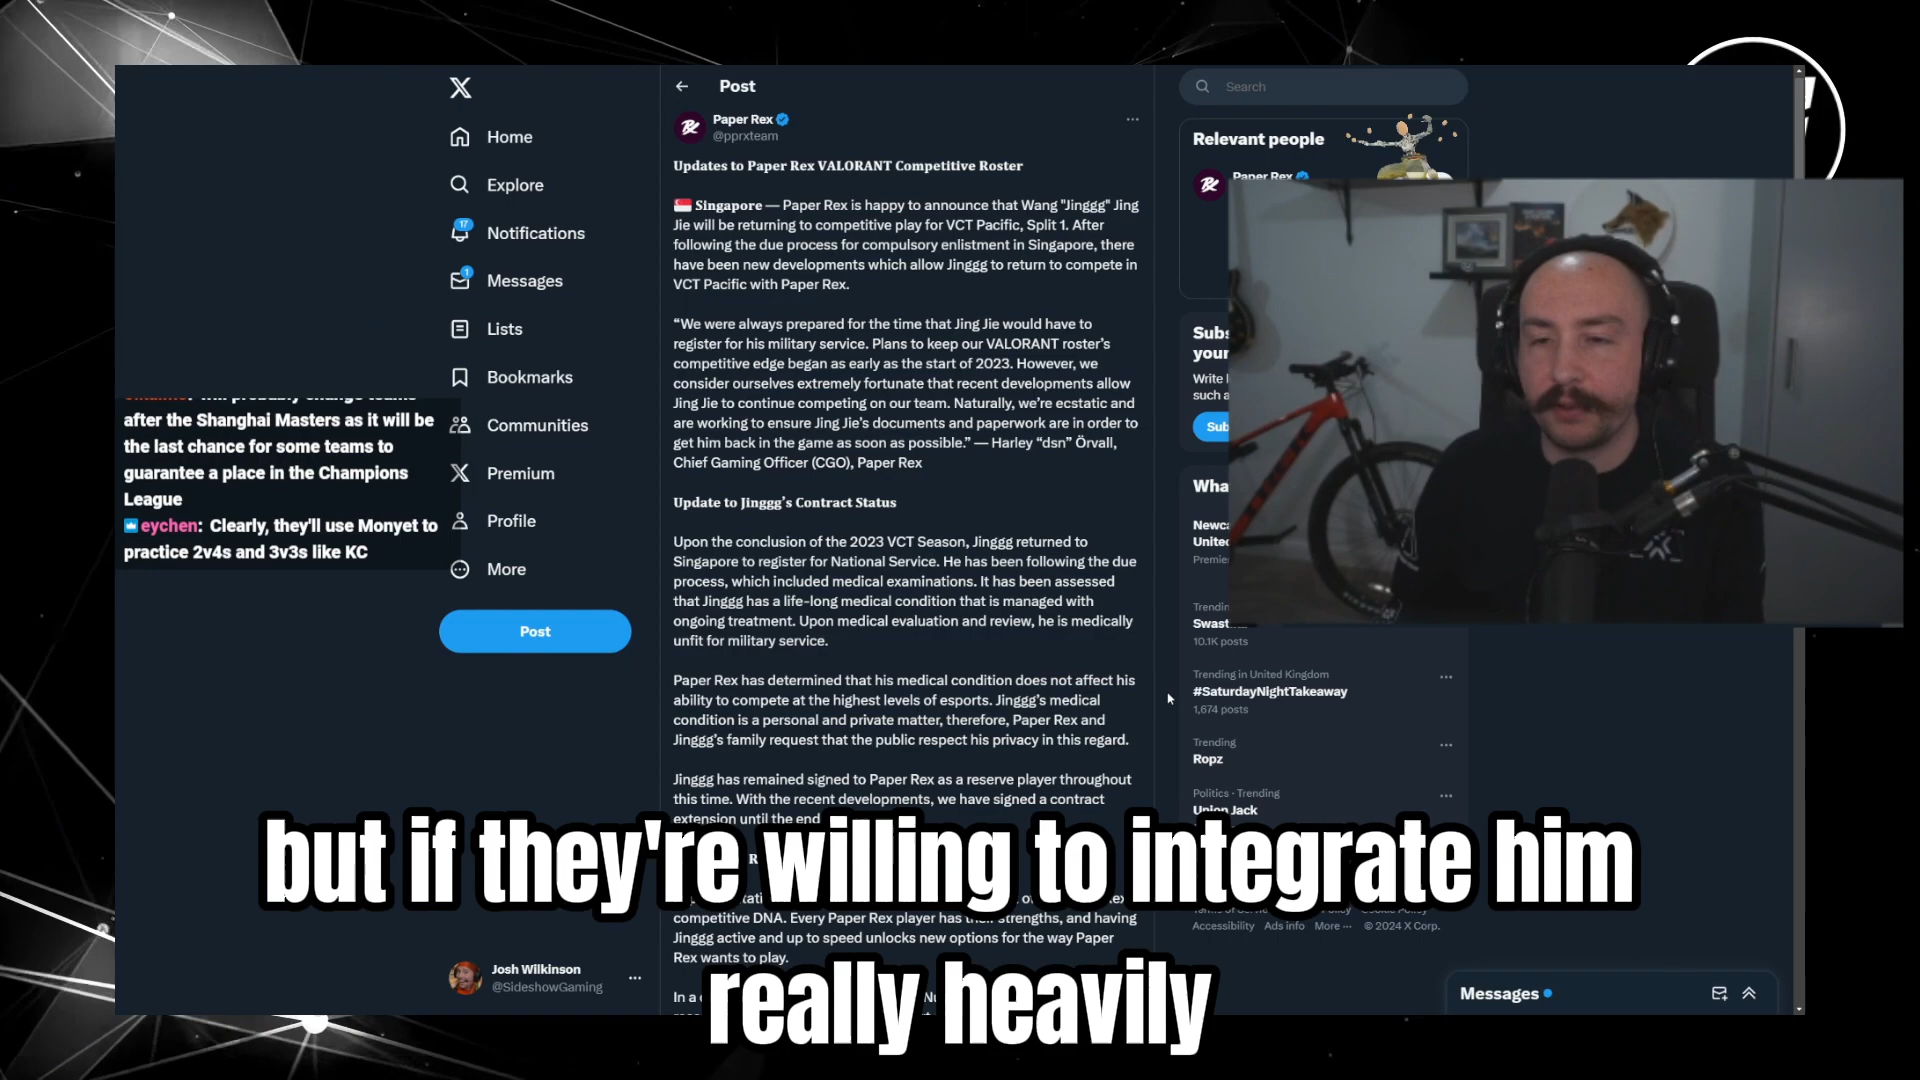 Home
Explore
17
Notifications
1
Messages
Lists
Bookmarks
Communities
Premium
Profile
More
Post
Josh Wilkinson
@SideshowGaming
after the Shanghai Masters as it will be
the last chance for some teams to
guarantee a place in the Champions
League
eychen: Clearly, they'll use Monyet to
practice 2v4s and 3v3s like KC
Post
Paper Rex
@pprxteam
Updates to Paper Rex VALORANT Competitive Roster
Singapore — Paper Rex is happy to announce that Wang "Jinggg" Jing
Jie will be returning to competitive play for VCT Pacific, Split 1. After
following the due process for compulsory enlistment in Singapore, there
have been new developments which allow Jinggg to return to compete in
VCT Pacific with Paper Rex.
“We were always prepared for the time that Jing Jie would have to
register for his military service. Plans to keep our VALORANT roster’s
competitive edge began as early as the start of 2023. However, we
consider ourselves extremely fortunate that recent developments allow
Jing Jie to continue competing on our team. Naturally, we’re ecstatic and
are working to ensure Jing Jie’s documents and paperwork are in order to
get him back in the game as soon as possible.” — Harley “dsn” Örvall,
Chief Gaming Officer (CGO), Paper Rex
Update to Jinggg’s Contract Status
Upon the conclusion of the 2023 VCT Season, Jinggg returned to
Singapore to register for National Service. He has been following the due
process, which included medical examinations. It has been assessed
that Jinggg has a life-long medical condition that is managed with
ongoing treatment. Upon medical evaluation and review, he is medically
unfit for military service.
Paper Rex has determined that his medical condition does not affect his
ability to compete at the highest levels of esports. Jinggg’s medical
condition is a personal and private matter, therefore, Paper Rex and
Jinggg’s family request that the public respect his privacy in this regard.
Jinggg has remained signed to Paper Rex as a reserve player throughout
this time. With the recent developments, we have signed a contract
extension until the end
competitive DNA. Every Paper Rex player has their strengths, and having
Jinggg active and up to speed unlocks new options for the way Paper
Rex wants to play.
In a
Search
Relevant people
Paper Rex
Subs
your
Write
such a
Sub
Wha
Newca
United
Premie
Trendin
Swast
10.1K posts
Trending in United Kingdom
#SaturdayNightTakeaway
1,674 posts
Trending
Ropz
Politics · Trending
Union Jack
Accessibility Ads info More ··· © 2024 X Corp.
Messages
but if they're willing to integrate him
really heavily